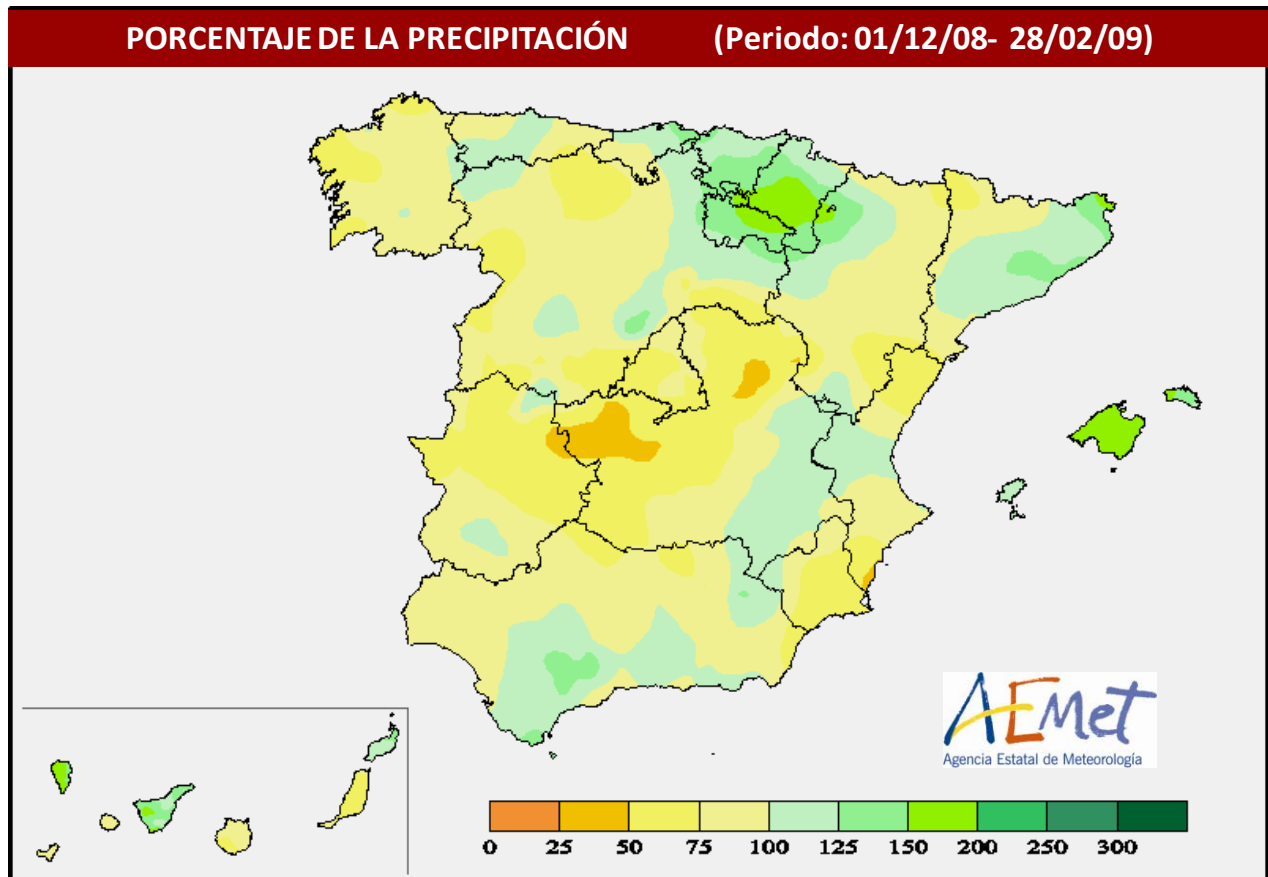 PORCENTAJE DE LA PRECIPITACIÓN (Periodo: 01/12/08- 28/02/09)
AEMet
Agencia Estatal de Meteorología
0 25 50 75 100 125 150 200 250 300